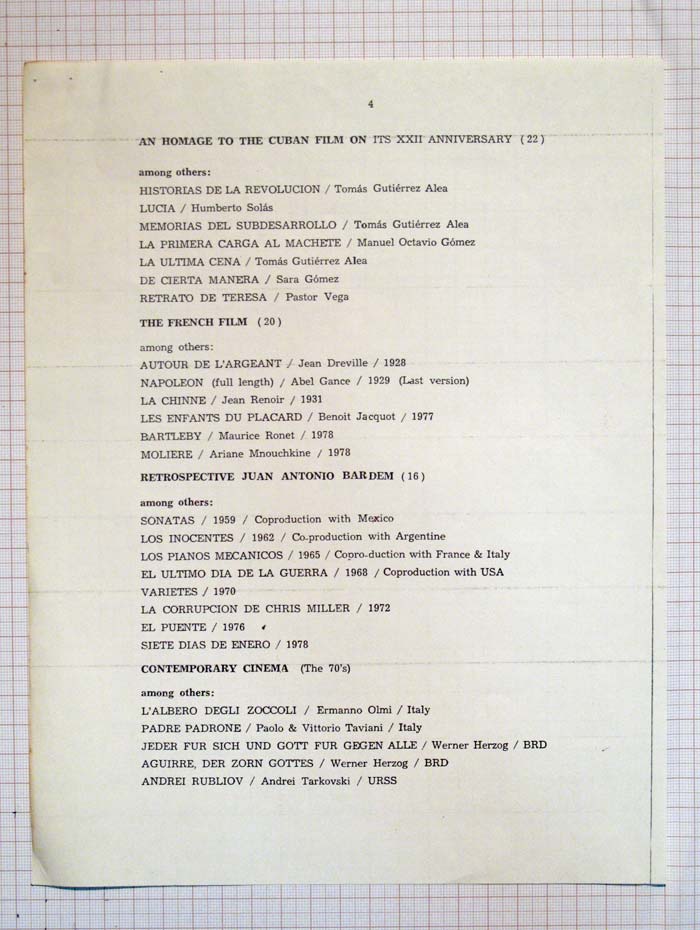 4
AN HOMAGE TO THE CUBAN FILM ON ITS XXII ANNIVERSARY (22)
among others:
HISTORIAS DE LA REVOLUCION / Tomás Gutiérrez Alea
LUCIA / Humberto Solás
MEMORIAS DEL SUBDESARROLLO / Tomás Gutiérrez Alea
LA PRIMERA CARGA AL MACHETE / Manuel Octavio Gómez
LA ULTIMA CENA / Tomás Gutiérrez Alea
DE CIERTA MANERA / Sara Gómez
RETRATO DE TERESA / Pastor Vega
THE FRENCH FILM (20)
among others:
AUTOUR DE L'ARGEANT / Jean Dreville / 1928
NAPOLEON (full length) / Abel Gance / 1929 (Last version)
LA CHINNE / Jean Renoir / 1931
LES ENFANTS DU PLACARD / Benoit Jacquot / 1977
BARTLEBY / Maurice Ronet / 1978
MOLIERE / Ariane Mnouchkine / 1978
RETROSPECTIVE JUAN ANTONIO BARDEM (16)
among others:
SONATAS / 1959 / Coproduction with Mexico
LOS INOCENTES / 1962 / Co-production with Argentine
LOS PIANOS MECANICOS / 1965 / Copro-duction with France & Italy
EL ULTIMO DIA DE LA GUERRA / 1968 / Coproduction with USA
VARIETES / 1970
LA CORRUPCION DE CHRIS MILLER / 1972
EL PUENTE / 1976
SIETE DIAS DE ENERO / 1978
CONTEMPORARY CINEMA (The 70's)
among others:
L'ALBERO DEGLI ZOCCOLI / Ermanno Olmi / Italy
PADRE PADRONE / Paolo & Vittorio Taviani / Italy
JEDER FUR SICH UND GOTT FUR GEGEN ALLE / Werner Herzog / BRD
AGUIRRE, DER ZORN GOTTES / Werner Herzog / BRD
ANDREI RUBLIOV / Andrei Tarkovski / URSS